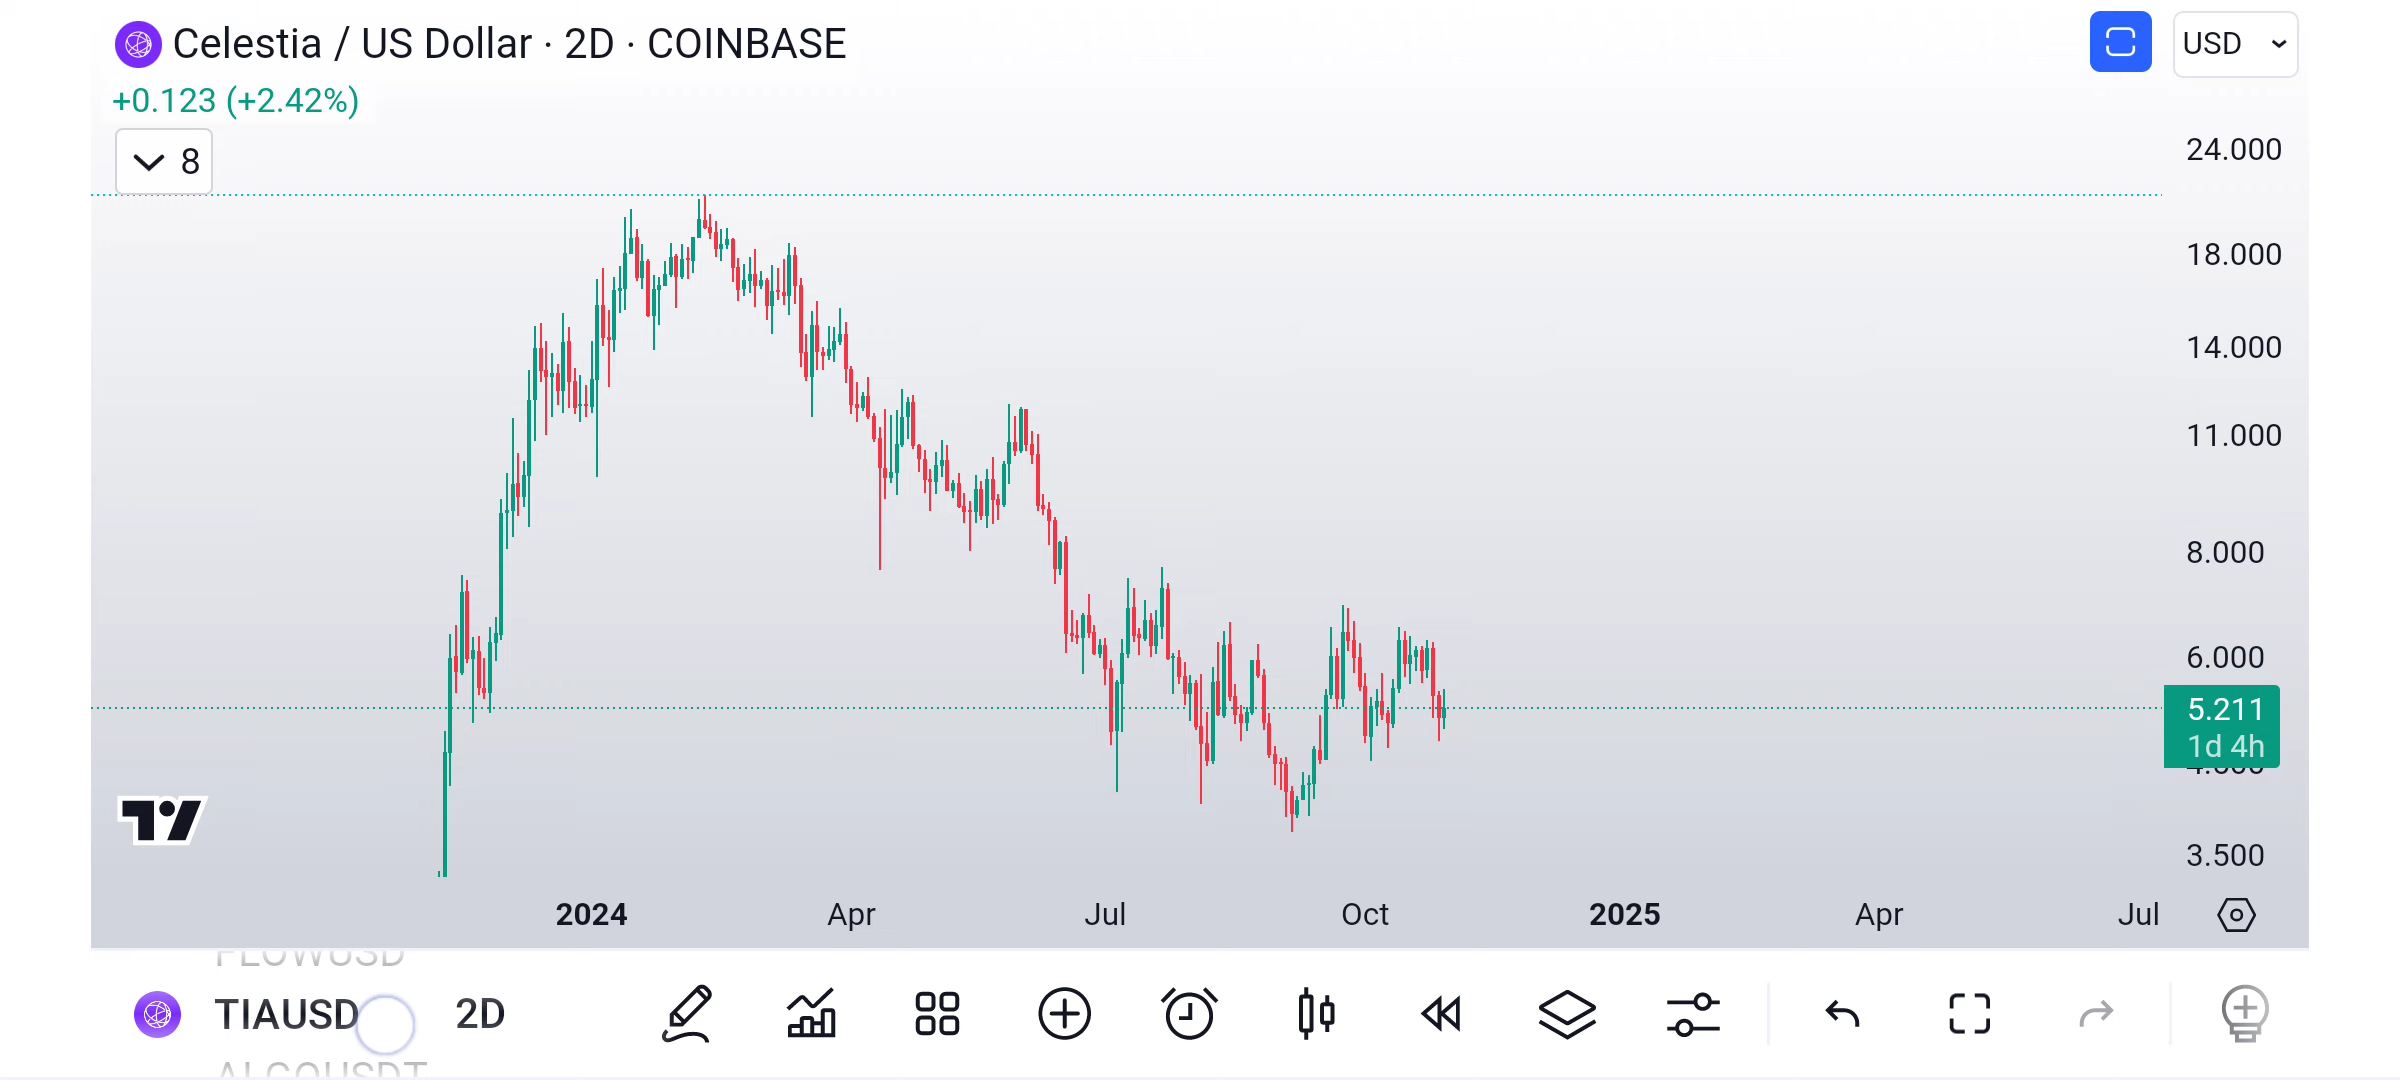 Celestia / US Dollar · 2D · COINBASE
USD
+0.123 (+2.42%)
8
24.000
18.000
14.000
11.000
8.000
6.000
5.211
1d 4h
3.500
2024 Apr Jul Oct 2025 Apr Jul
FLOWUSD
TIAUSD 2D
ALGOUSDT